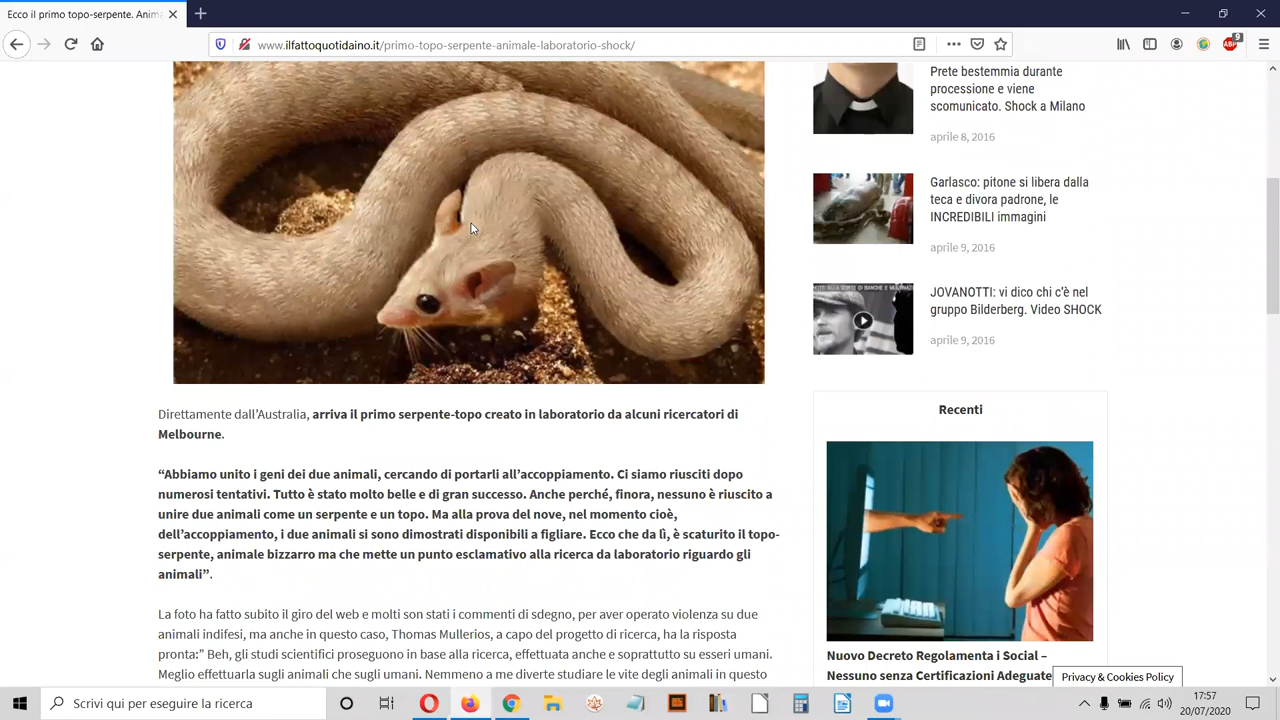 Ecco il primo topo-serpente. Anima
www.ilfattoquotidaino.it/primo-topo-serpente-animale-laboratorio-shock/
ABP
9
Prete bestemmia durante
processione e viene
scomunicato. Shock a Milano
aprile 8, 2016
Garlasco: pitone si libera dalla
teca e divora padrone, le
INCREDIBILI immagini
aprile 9, 2016
JOVANOTTI: vi dico chi c’è nel
gruppo Bilderberg. Video SHOCK
aprile 9, 2016
Direttamente dall’Australia, arriva il primo serpente-topo creato in laboratorio da alcuni ricercatori di
Melbourne.
“Abbiamo unito i geni dei due animali, cercando di portarli all’accoppiamento. Ci siamo riusciti dopo
numerosi tentativi. Tutto è stato molto belle e di gran successo. Anche perché, finora, nessuno è riuscito a
unire due animali come un serpente e un topo. Ma alla prova del nove, nel momento cioè,
dell’accoppiamento, i due animali si sono dimostrati disponibili a figliare. Ecco che da lì, è scaturito il topo-
serpente, animale bizzarro ma che mette un punto esclamativo alla ricerca da laboratorio riguardo gli
animali”.
La foto ha fatto subito il giro del web e molti son stati i commenti di sdegno, per aver operato violenza su due
animali indifesi, ma anche in questo caso, Thomas Mullerios, a capo del progetto di ricerca, ha la risposta
pronta:” Beh, gli studi scientifici proseguono in base alla ricerca, effettuata anche e soprattutto su esseri umani.
Meglio effettuarla sugli animali che sugli umani. Nemmeno a me diverte studiare le vite degli animali in questo
Recenti
Nuovo Decreto Regolamenta i Social –
Nessuno senza Certificazioni Adeguate
Privacy & Cookies Policy
Scrivi qui per eseguire la ricerca
17:57
20/07/2020